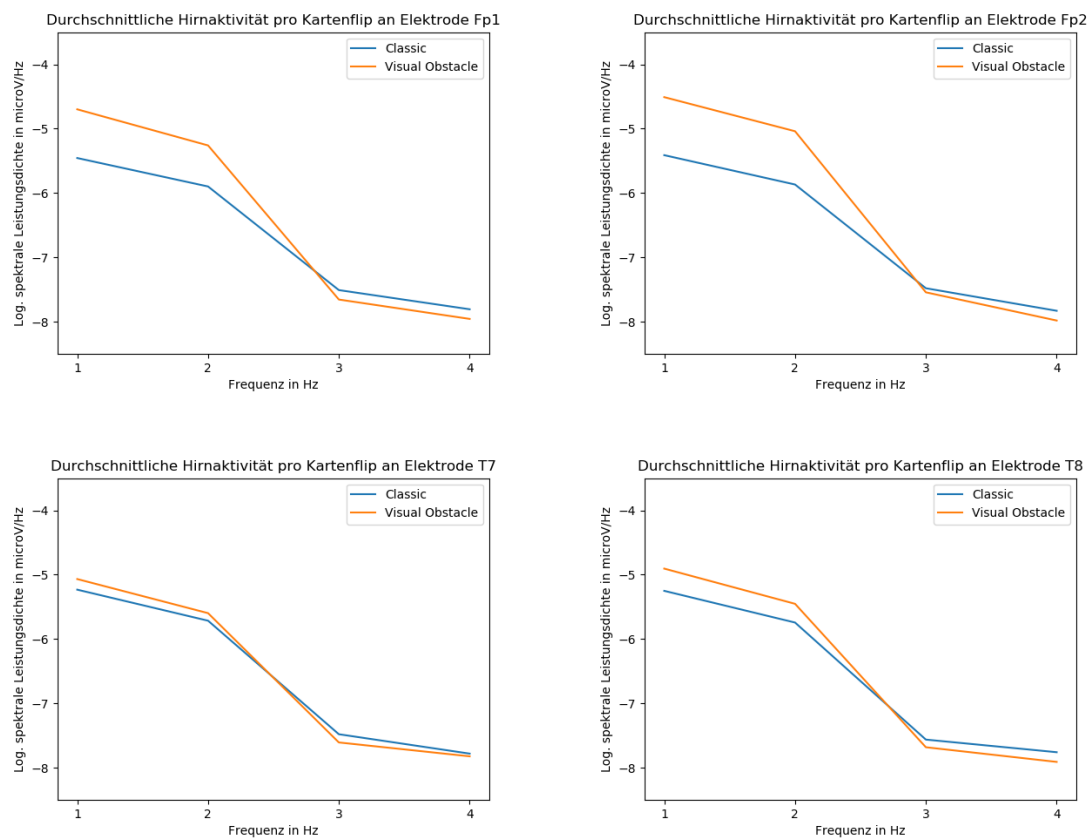 Durchschnittliche Hirnaktivität pro Kartenflip an Elektrode Fp1
Classic
Visual Obstacle
−4
−5
−6
−7
−8
Log. spektrale Leistungsdichte in microV/Hz
1 2 3 4
Frequenz in Hz
Durchschnittliche Hirnaktivität pro Kartenflip an Elektrode Fp2
Classic
Visual Obstacle
−4
−5
−6
−7
−8
Log. spektrale Leistungsdichte in microV/Hz
1 2 3 4
Frequenz in Hz
Durchschnittliche Hirnaktivität pro Kartenflip an Elektrode T7
Classic
Visual Obstacle
−4
−5
−6
−7
−8
Log. spektrale Leistungsdichte in microV/Hz
1 2 3 4
Frequenz in Hz
Durchschnittliche Hirnaktivität pro Kartenflip an Elektrode T8
Classic
Visual Obstacle
−4
−5
−6
−7
−8
Log. spektrale Leistungsdichte in microV/Hz
1 2 3 4
Frequenz in Hz